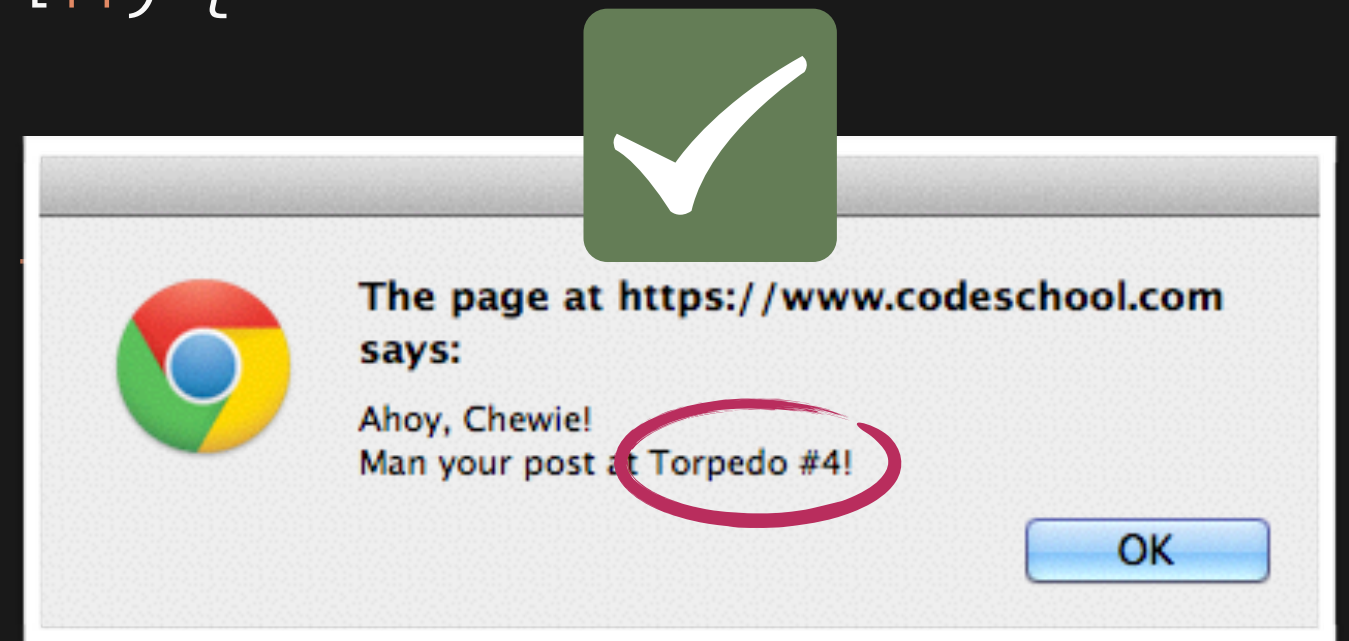 The page at https://www.codeschool.com
says:
Ahoy, Chewie!
Man your post at Torpedo #4!
OK